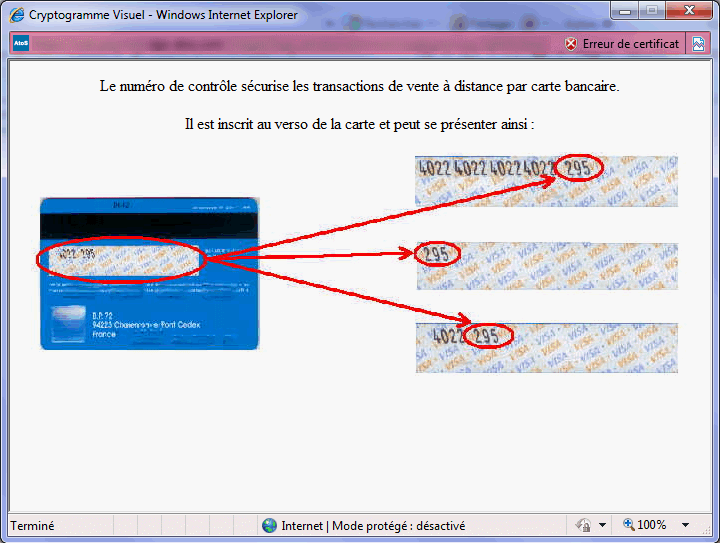 Cryptogramme Visuel - Windows Internet Explorer
AtoS
Erreur de certificat
Le numéro de contrôle sécurise les transactions de vente à distance par carte bancaire.
Il est inscrit au verso de la carte et peut se présenter ainsi :
4022 4022 4022 4022 295
4022 295
295
B.P. 72
94223 Charenton-le-Pont Cedex
France
4022 295
VISA
Terminé
Internet | Mode protégé : désactivé
100%